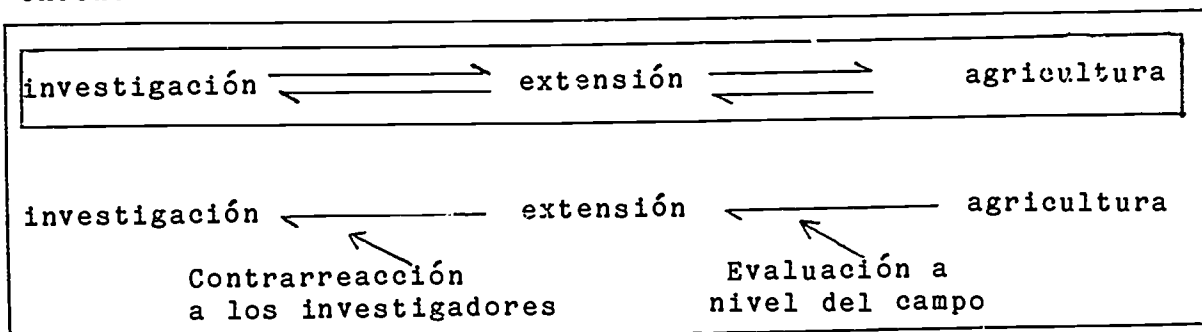 investigación extensión agricultura
investigación extensión agricultura
Contrarreacción Evaluación a
a los investigadores nivel del campo